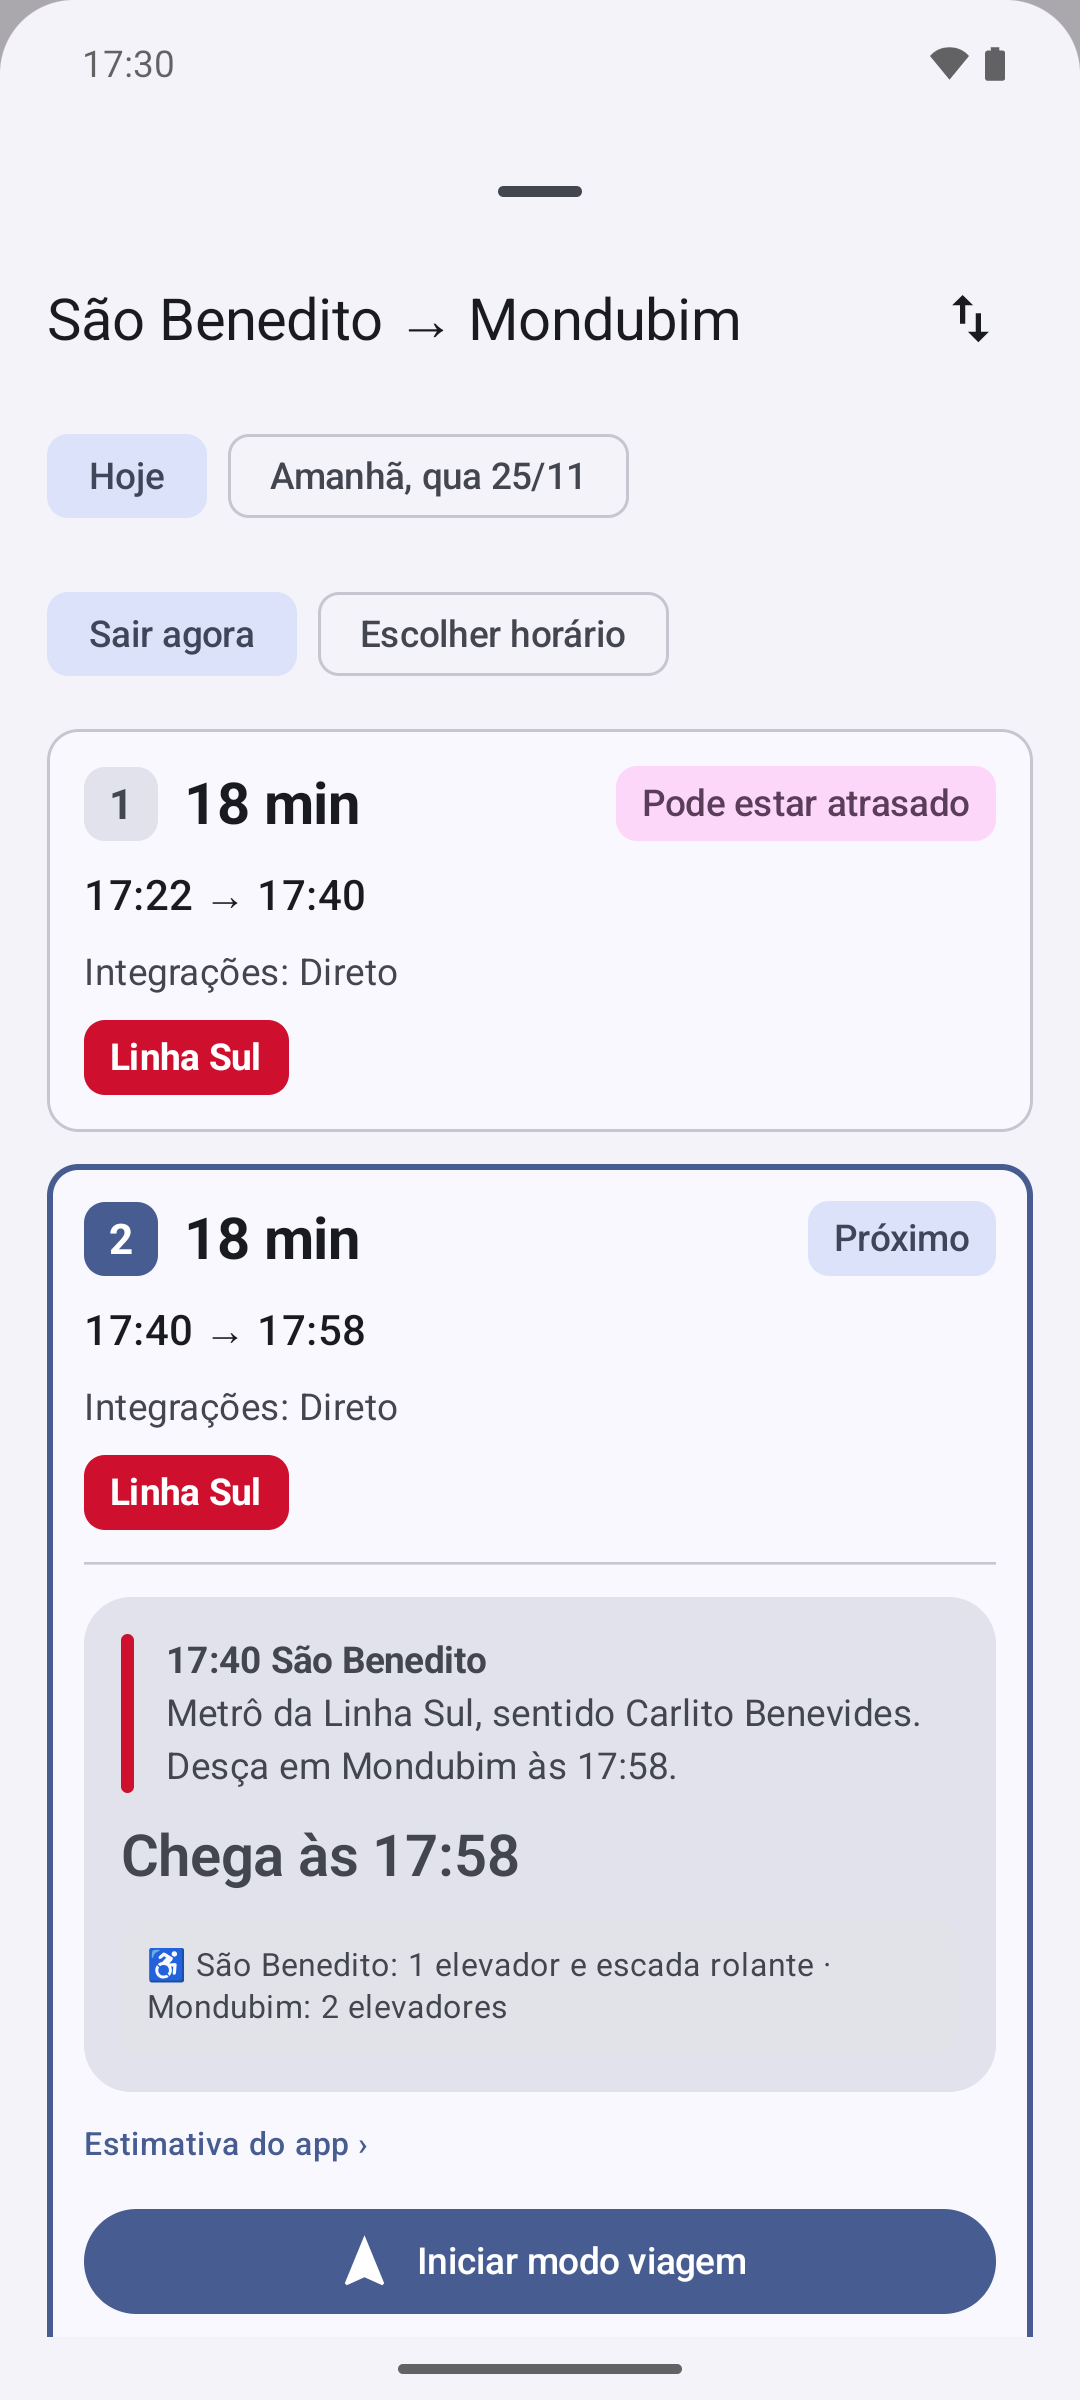 17:30
São Benedito → Mondubim
Hoje
Amanhã, qua 25/11
Sair agora
Escolher horário
1
18 min
Pode estar atrasado
17:22 → 17:40
Integrações: Direto
Linha Sul
2
18 min
Próximo
17:40 → 17:58
Integrações: Direto
Linha Sul
17:40 São Benedito
Metrô da Linha Sul, sentido Carlito Benevides.
Desça em Mondubim às 17:58.
Chega às 17:58
♿ São Benedito: 1 elevador e escada rolante ·
Mondubim: 2 elevadores
Estimativa do app ›
Iniciar modo viagem